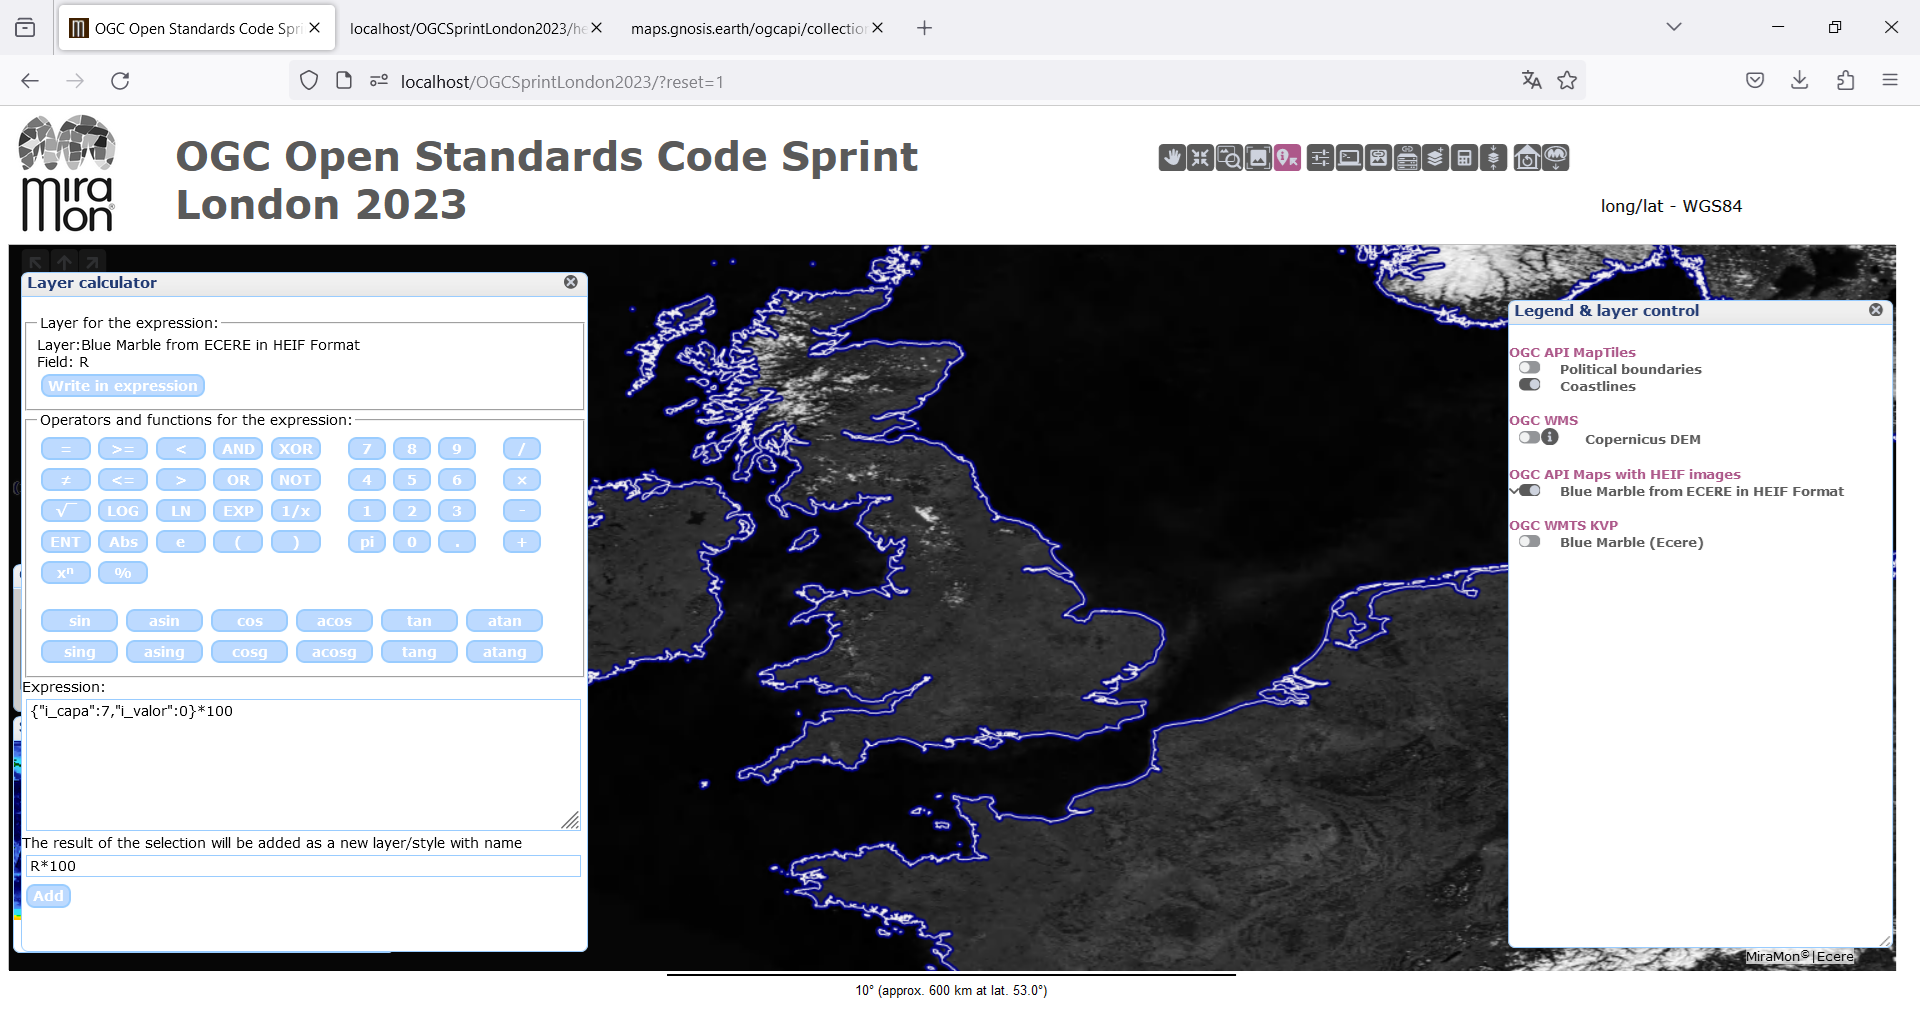 OGC Open Standards Code Spri
localhost/OGCSprintLondon2023/he
maps.gnosis.earth/ogcapi/collection
localhost/OGCSprintLondon2023/?reset=1
mira
mon®
OGC Open Standards Code Sprint
London 2023
long/lat - WGS84
Layer calculator
Layer for the expression:
Layer:Blue Marble from ECERE in HEIF Format
Field: R
Write in expression
Operators and functions for the expression:
= >= < AND XOR 7 8 9 /
≠ <= > OR NOT 4 5 6 ×
√ LOG LN EXP 1/x 1 2 3 -
ENT Abs e ( ) pi 0 . +
xⁿ %
sin asin cos acos tan atan
sing asing cosg acosg tang atang
Expression:
{"i_capa":7,"i_valor":0}*100
The result of the selection will be added as a new layer/style with name
R*100
Add
Legend & layer control
OGC API MapTiles
Political boundaries
Coastlines
OGC WMS
Copernicus DEM
OGC API Maps with HEIF images
Blue Marble from ECERE in HEIF Format
OGC WMTS KVP
Blue Marble (Ecere)
MiraMon©|Ecere
10° (approx. 600 km at lat. 53.0°)